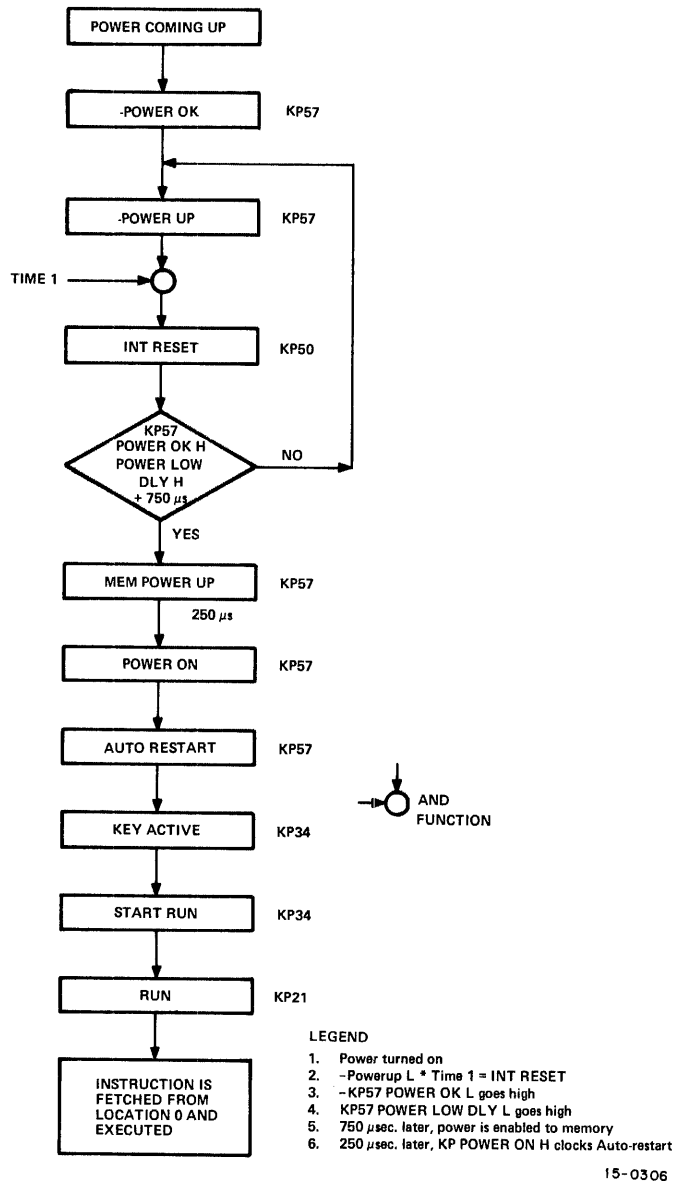 POWER COMING UP
-POWER OK
KP57
-POWER UP
KP57
TIME 1
INT RESET
KP50
KP57
POWER OK H
POWER LOW
DLY H
+ 750 μs
NO
YES
MEM POWER UP
KP57
250 μs
POWER ON
KP57
AUTO RESTART
KP57
AND
FUNCTION
KEY ACTIVE
KP34
START RUN
KP34
RUN
KP21
INSTRUCTION IS
FETCHED FROM
LOCATION 0 AND
EXECUTED
LEGEND
1. Power turned on
2. -Powerup L * Time 1 = INT RESET
3. -KP57 POWER OK L goes high
4. KP57 POWER LOW DLY L goes high
5. 750 μsec. later, power is enabled to memory
6. 250 μsec. later, KP POWER ON H clocks Auto-restart
15-0306